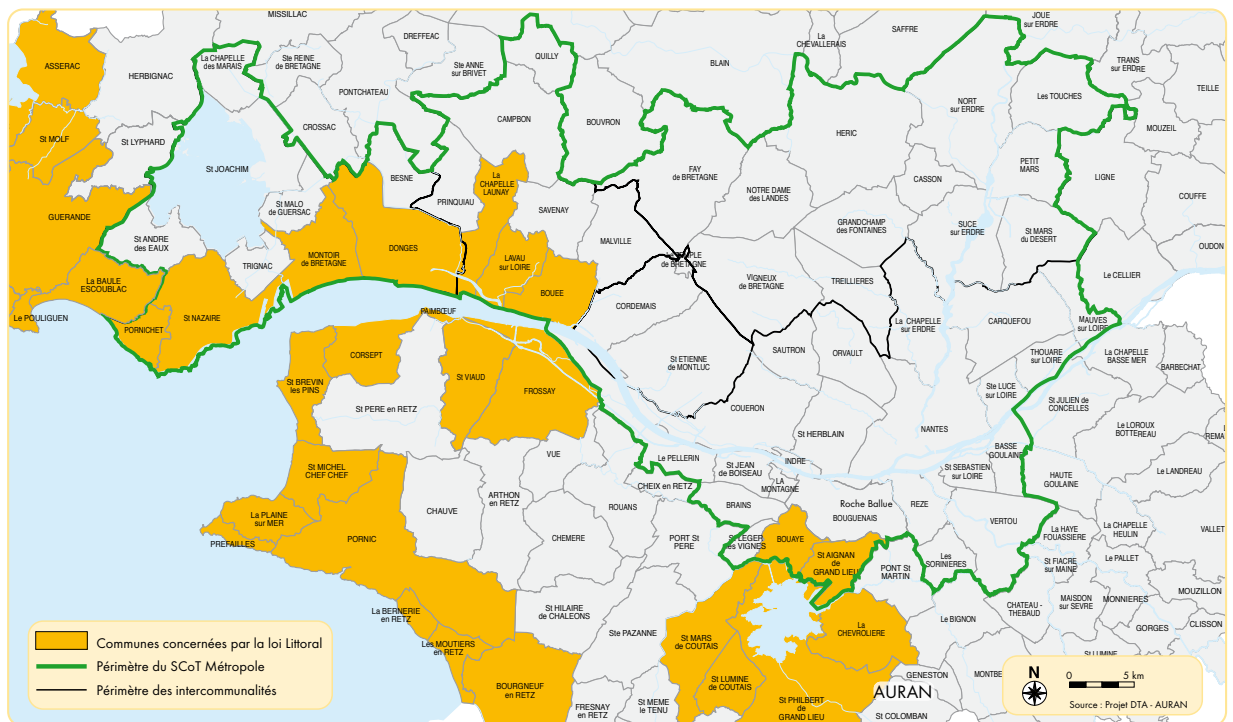 MISSILLAC
DREFFEAC
La
CHEVALLERAIS
SAFFRE
JOUE
sur ERDRE
ASSERAC
HERBIGNAC
La CHAPELLE
des MARAIS
Ste REINE
de BRETAGNE
PONTCHATEAU
Ste ANNE
sur BRIVET
QUILLY
BLAIN
NORT
sur ERDRE
Les TOUCHES
TRANS
sur ERDRE
TEILLE
MOUZEIL
St MOLF
St LYPHARD
CROSSAC
CAMPBON
BOUVRON
HERIC
St JOACHIM
BESNE
La
CHAPELLE
LAUNAY
PRINQUIAU
SAVENAY
FAY
de BRETAGNE
NOTRE DAME
des LANDES
CASSON
PETIT
MARS
LIGNE
COUFFE
GUERANDE
St MALO
de GUERSAC
St ANDRE
des EAUX
TRIGNAC
MONTOIR
de BRETAGNE
DONGES
LAVAU
sur LOIRE
BOUEE
MALVILLE
de BRETAGNE
GRANDCHAMP
des FONTAINES
SUCE
sur ERDRE
St MARS
du DESERT
OUDON
Le CELLIER
La BAULE
ESCOUBLAC
Le POULIGUEN
PORNICHET
St NAZAIRE
PAIMBŒUF
CORDEMAIS
VIGNEUX
de BRETAGNE
TREILLIERES
La CHAPELLE
sur ERDRE
CARQUEFOU
MAUVES
sur LOIRE
St BREVIN
les PINS
CORSEPT
St VIAUD
FROSSAY
St ETIENNE
de MONTLUC
SAUTRON
ORVAULT
THOUARE
sur LOIRE
La CHAPELLE
BASSE MER
BARBECHAT
St PERE en RETZ
COUERON
Ste LUCE
sur LOIRE
St JULIEN de
CONCELLES
Le LOROUX
BOTTEREAU
REMA
St HERBLAIN
NANTES
BASSE
GOULAINE
VUE
Le PELLERIN
St JEAN
de BOISEAU
INDRE
La
MONTAGNE
St SEBASTIEN
sur LOIRE
HAUTE
GOULAINE
Le LANDREAU
St MICHEL
CHEF CHEF
CHEIX en RETZ
BRAINS
Roche Ballue
BOUGUENAIS
REZE
VERTOU
La HAYE
FOUASSIERE
La CHAPELLE
HEULIN
VALLET
La PLAINE
sur MER
PREFAILLES
PORNIC
CHAUVE
ARTHON
en RETZ
ROUANS
CHEMERE
PORT St
PERE
St LEGER
les VIGNES
BOUAYE
St AIGNAN
de
GRAND LIEU
PONT St
MARTIN
Les
SORINIERES
St FIACRE
sur MAINE
Le PALLET
MAISDON
sur SEVRE
MONNIERES
MOUZILLON
La BERNERIE
en RETZ
Les MOUTIERS
en RETZ
St HILAIRE
de CHALEONS
Ste PAZANNE
St MARS
de COUTAIS
La
CHEVROLIERE
Le BIGNON
CHATEAU -
THEBAUD
GORGES
CLISSON
BOURGNEUF
en RETZ
FRESNAY
en RETZ
St MEME
le TENU
St LUMINE
de COUTAIS
St PHILBERT
de
GRAND LIEU
AURAN
GENESTON
St COLOMBAN
MONTBE
St LUMINE
Communes concernées par la loi Littoral
Périmètre du SCoT Métropole
Périmètre des intercommunalités
N
0 5 km
Source : Projet DTA - AURAN